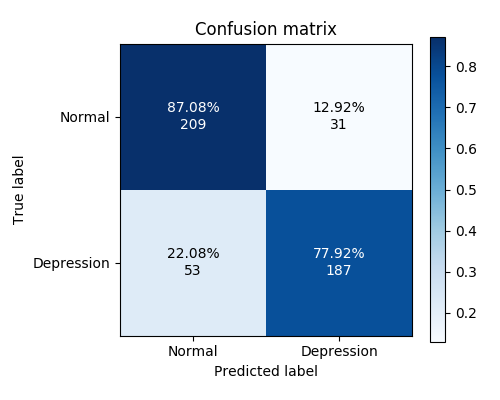 Confusion matrix
True label
Normal
87.08%
209
12.92%
31
Depression
22.08%
53
77.92%
187
Normal
Depression
Predicted label
0.8
0.7
0.6
0.5
0.4
0.3
0.2